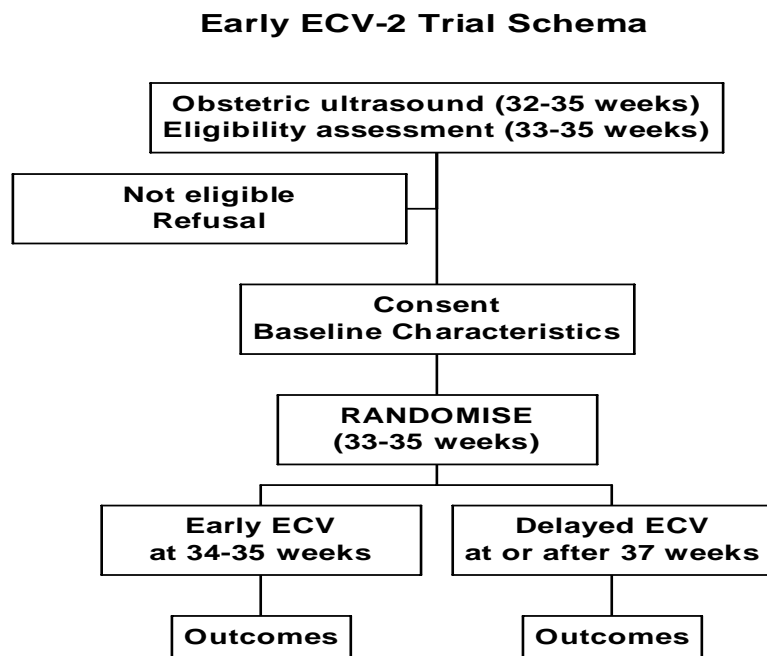 Early ECV-2 Trial Schema
Obstetric ultrasound (32-35 weeks)
Eligibility assessment (33-35 weeks)
Not eligible
Refusal
Consent
Baseline Characteristics
RANDOMISE
(33-35 weeks)
Early ECV
at 34-35 weeks
Delayed ECV
at or after 37 weeks
Outcomes
Outcomes